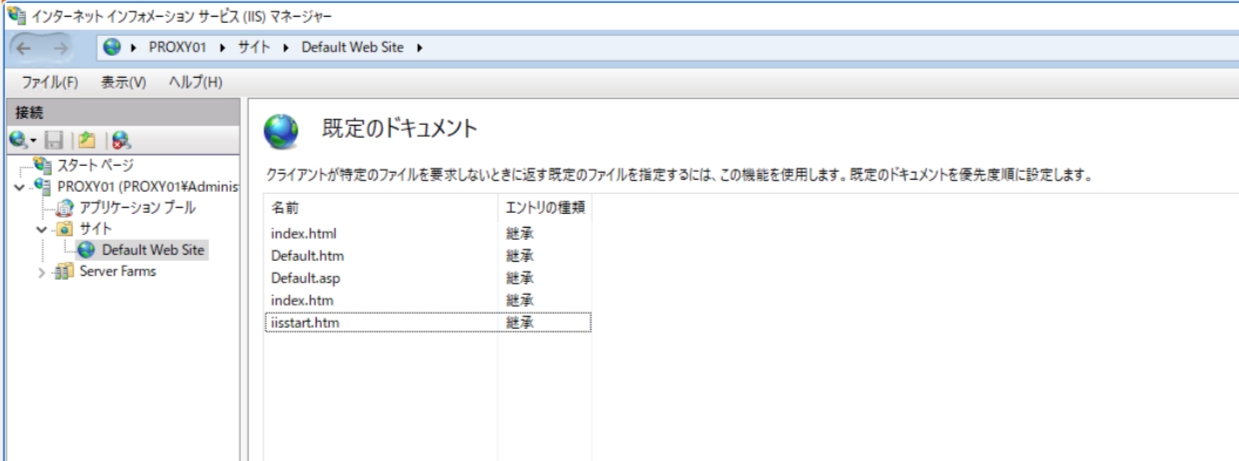 インターネット インフォメーション サービス (IIS) マネージャー
PROXY01 サイト Default Web Site
ファイル(F) 表示(V) ヘルプ(H)
接続
スタート ページ
PROXY01 (PROXY01¥Adminis
アプリケーション プール
サイト
Default Web Site
Server Farms
既定のドキュメント
クライアントが特定のファイルを要求しないときに返す既定のファイルを指定するには、この機能を使用します。既定のドキュメントを優先度順に設定します。
名前 エントリの種類
index.html 継承
Default.htm 継承
Default.asp 継承
index.htm 継承
iisstart.htm 継承